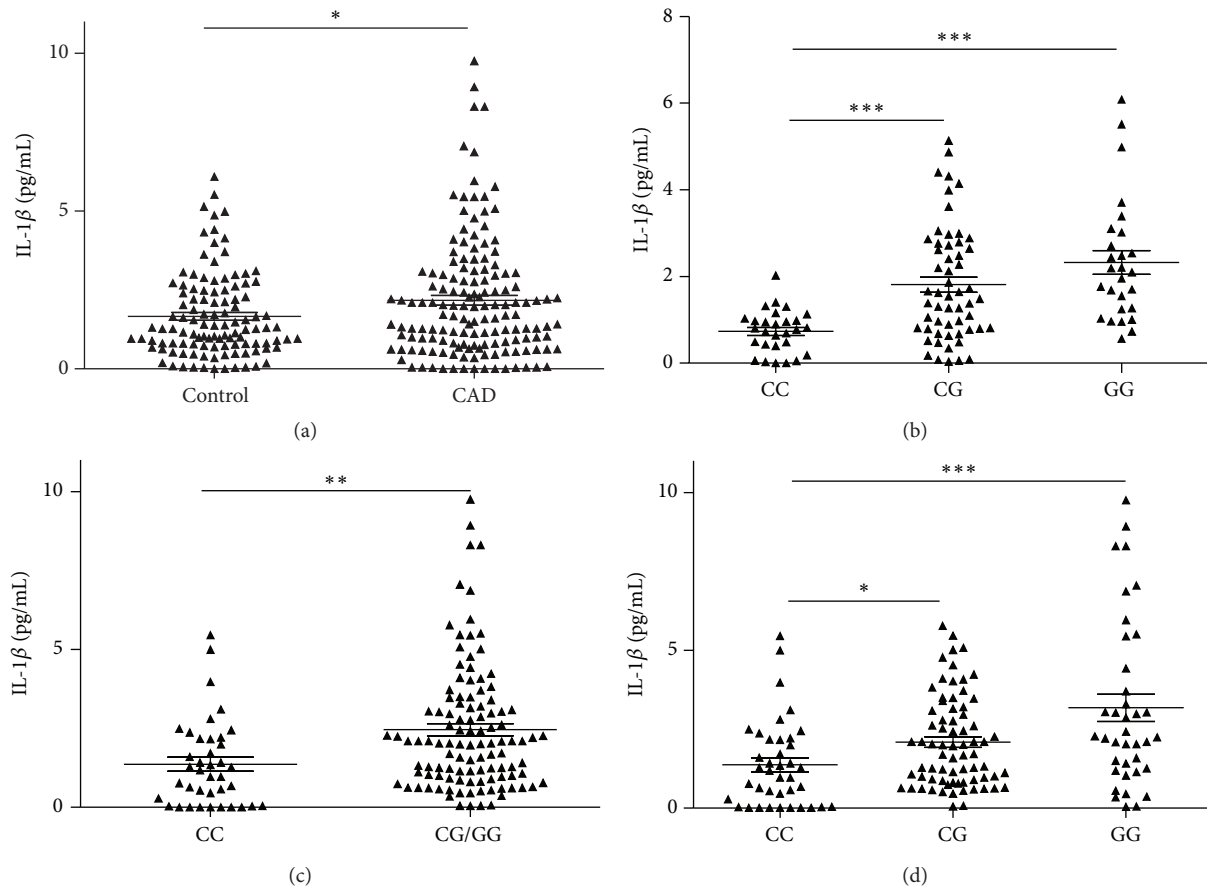 *
10
5
0
IL-1β (pg/mL)
Control CAD
(a)
***
***
8
6
4
2
0
IL-1β (pg/mL)
CC CG GG
(b)
**
10
5
0
IL-1β (pg/mL)
CC CG/GG
(c)
***
*
10
5
0
IL-1β (pg/mL)
CC CG GG
(d)